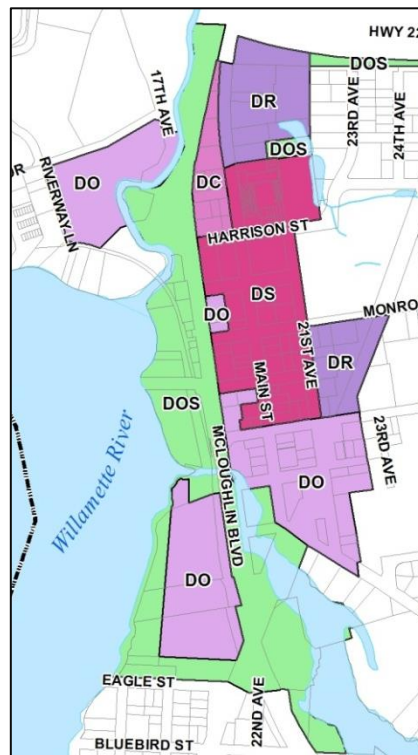 HWY 22
DOS
17TH AVE
DR
23RD AVE
24TH AVE
DOS
DO
DC
RIVERWAY LN
HARRISON ST
DS
DO
MONRO
21ST AVE
DR
MAIN ST
DOS
MCLOUGHLIN BLVD
23RD AVE
DO
Willamette River
DO
EAGLE ST
22ND AVE
BLUEBIRD ST